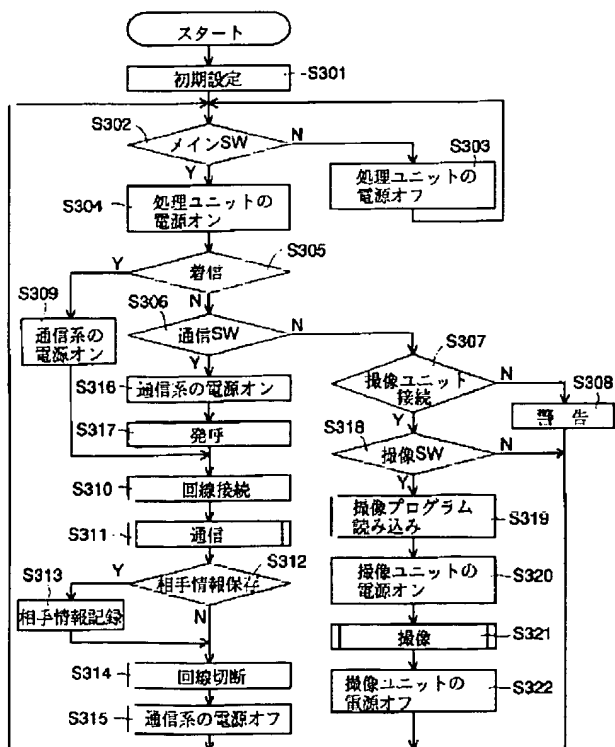 スタート
初期設定
S301
S302
メインSW
N
Y
S303
処理ユニットの
電源オフ
S304
処理ユニットの
電源オン
S305
着信
Y
N
S309
通信系の
電源オン
S306
通信SW
N
Y
S307
撮像ユニット
接続
N
Y
S308
警告
S316
通信系の電源オン
S317
発呼
S318
撮像SW
N
Y
S310
回線接続
S319
撮像プログラム
読み込み
S311
通信
S312
相手情報保存
Y
N
S313
相手情報記録
S320
撮像ユニットの
電源オン
S321
撮像
S314
回線切断
S322
撮像ユニットの
電源オフ
S315
通信系の電源オフ